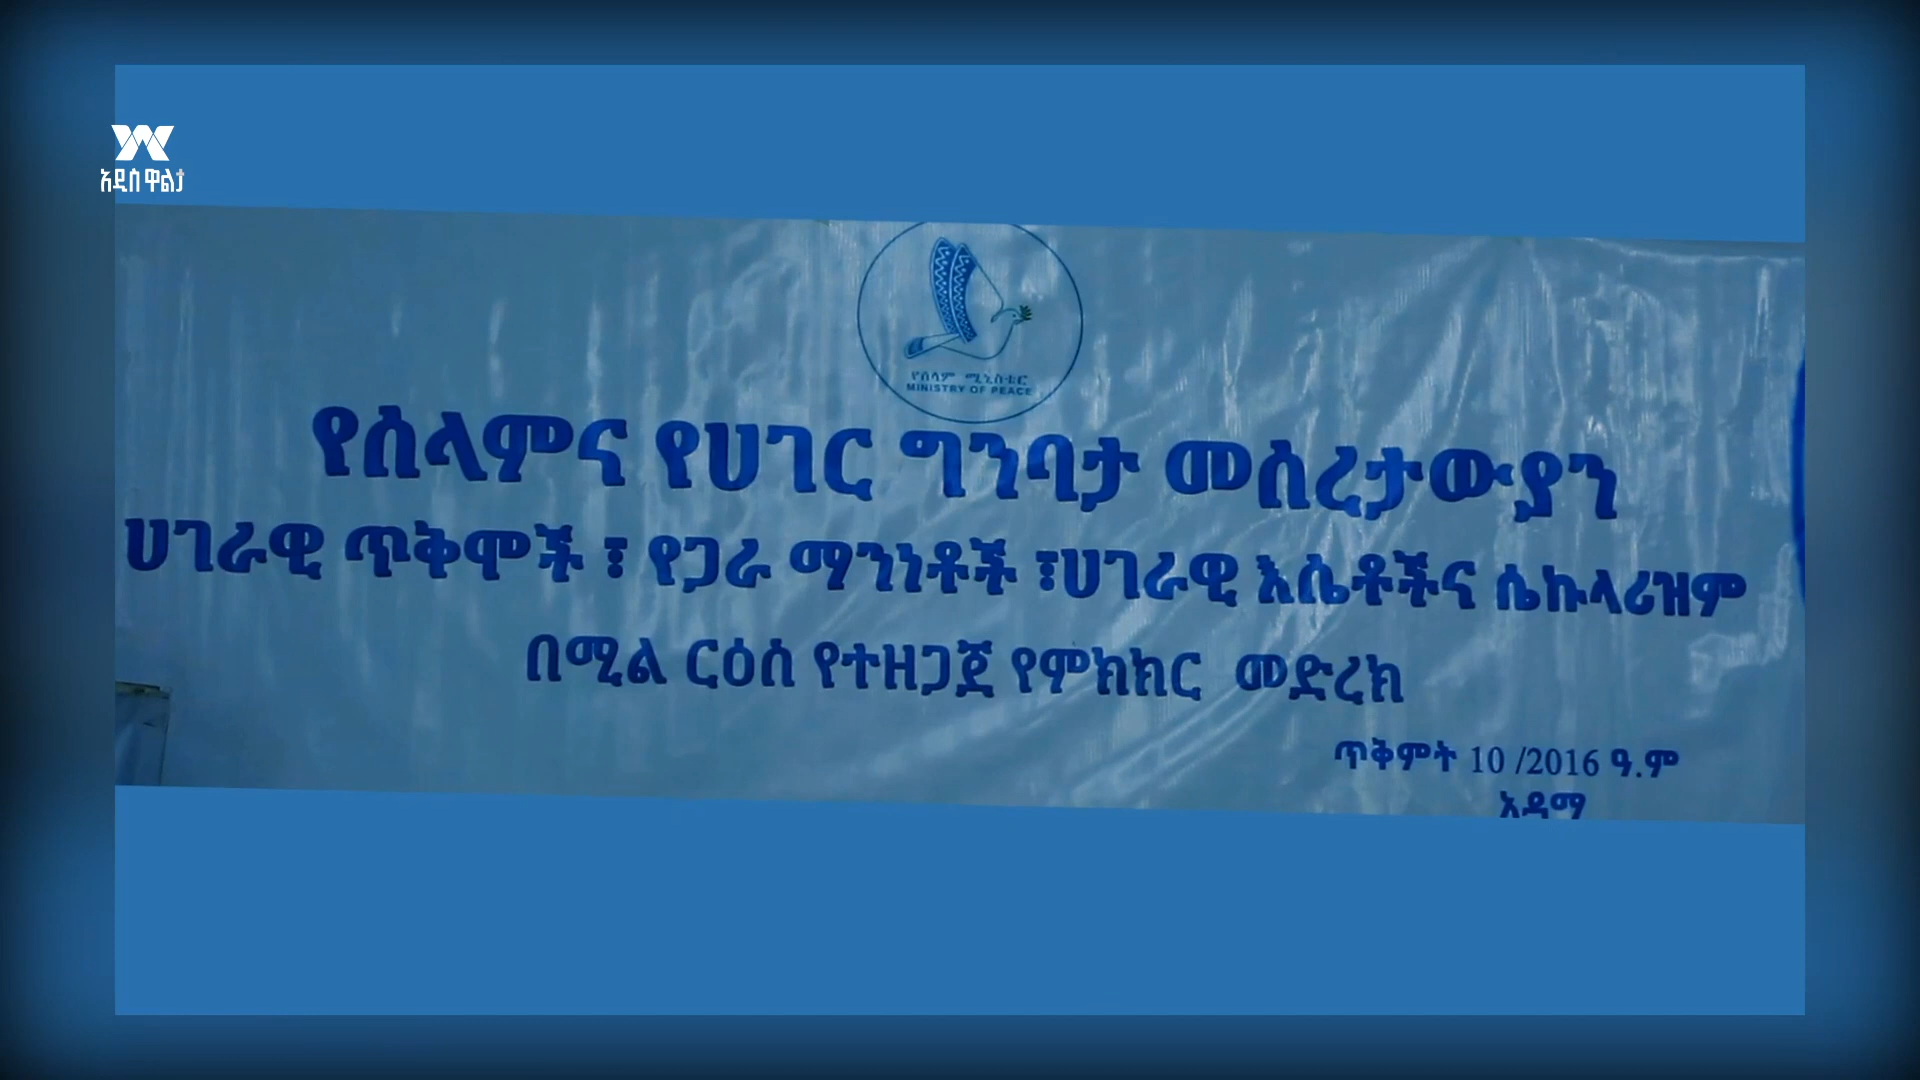 አዲስ ዋልታ
የሰላም ሚኒስቴር
MINISTRY OF PEACE
የሰላምና የሀገር ግንባታ መሰረታውያን
ሀገራዊ ጥቅሞች ፣ የጋራ ማንነቶች ፣ሀገራዊ እሴቶችና ሴኩላሪዝም
በሚል ርዕሰ የተዘጋጀ የምክክር መድረክ
ጥቅምት 10 /2016 ዓ.ም
አዳማ